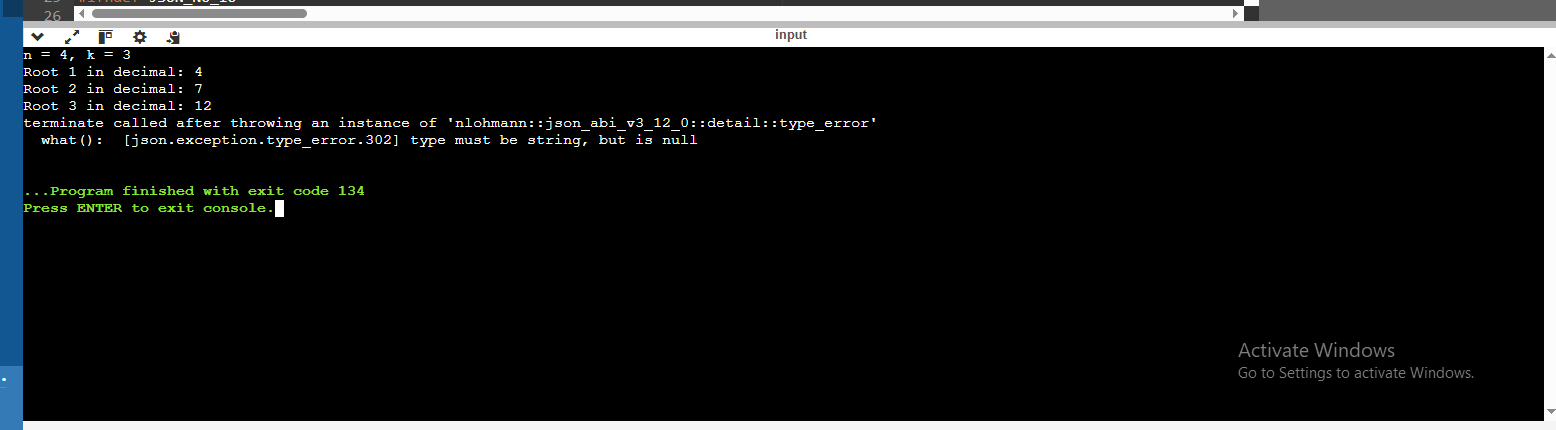 26
input
n = 4, k = 3
Root 1 in decimal: 4
Root 2 in decimal: 7
Root 3 in decimal: 12
terminate called after throwing an instance of 'nlohmann::json_abi_v3_12_0::detail::type_error'
  what():  [json.exception.type_error.302] type must be string, but is null
...Program finished with exit code 134
Press ENTER to exit console.
Activate Windows
Go to Settings to activate Windows.